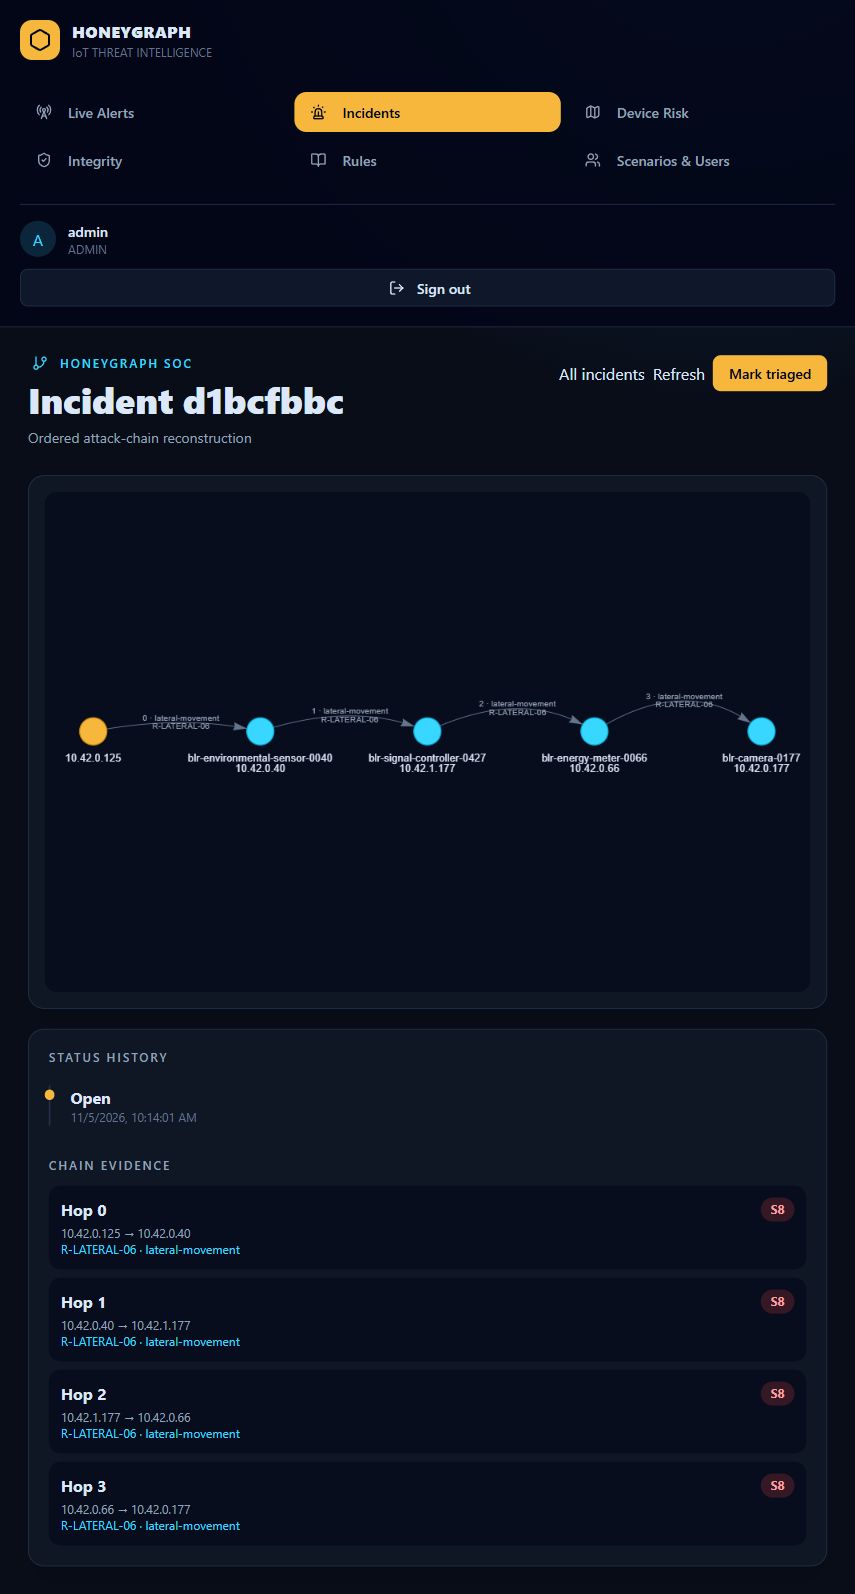 HONEYGRAPH
IoT THREAT INTELLIGENCE
Live Alerts
Incidents
Device Risk
Integrity
Rules
Scenarios & Users
A
admin
ADMIN
Sign out
HONEYGRAPH SOC
Incident d1bcfbbc
Ordered attack-chain reconstruction
All incidents
Refresh
Mark triaged
0 · lateral-movement
R-LATERAL-06
1 · lateral-movement
R-LATERAL-06
2 · lateral-movement
R-LATERAL-06
3 · lateral-movement
R-LATERAL-06
10.42.0.125
blr-environmental-sensor-0040
10.42.0.40
blr-signal-controller-0427
10.42.1.177
blr-energy-meter-0066
10.42.0.66
blr-camera-0177
10.42.0.177
STATUS HISTORY
Open
11/5/2026, 10:14:01 AM
CHAIN EVIDENCE
Hop 0
S8
10.42.0.125 → 10.42.0.40
R-LATERAL-06 · lateral-movement
Hop 1
S8
10.42.0.40 → 10.42.1.177
R-LATERAL-06 · lateral-movement
Hop 2
S8
10.42.1.177 → 10.42.0.66
R-LATERAL-06 · lateral-movement
Hop 3
S8
10.42.0.66 → 10.42.0.177
R-LATERAL-06 · lateral-movement